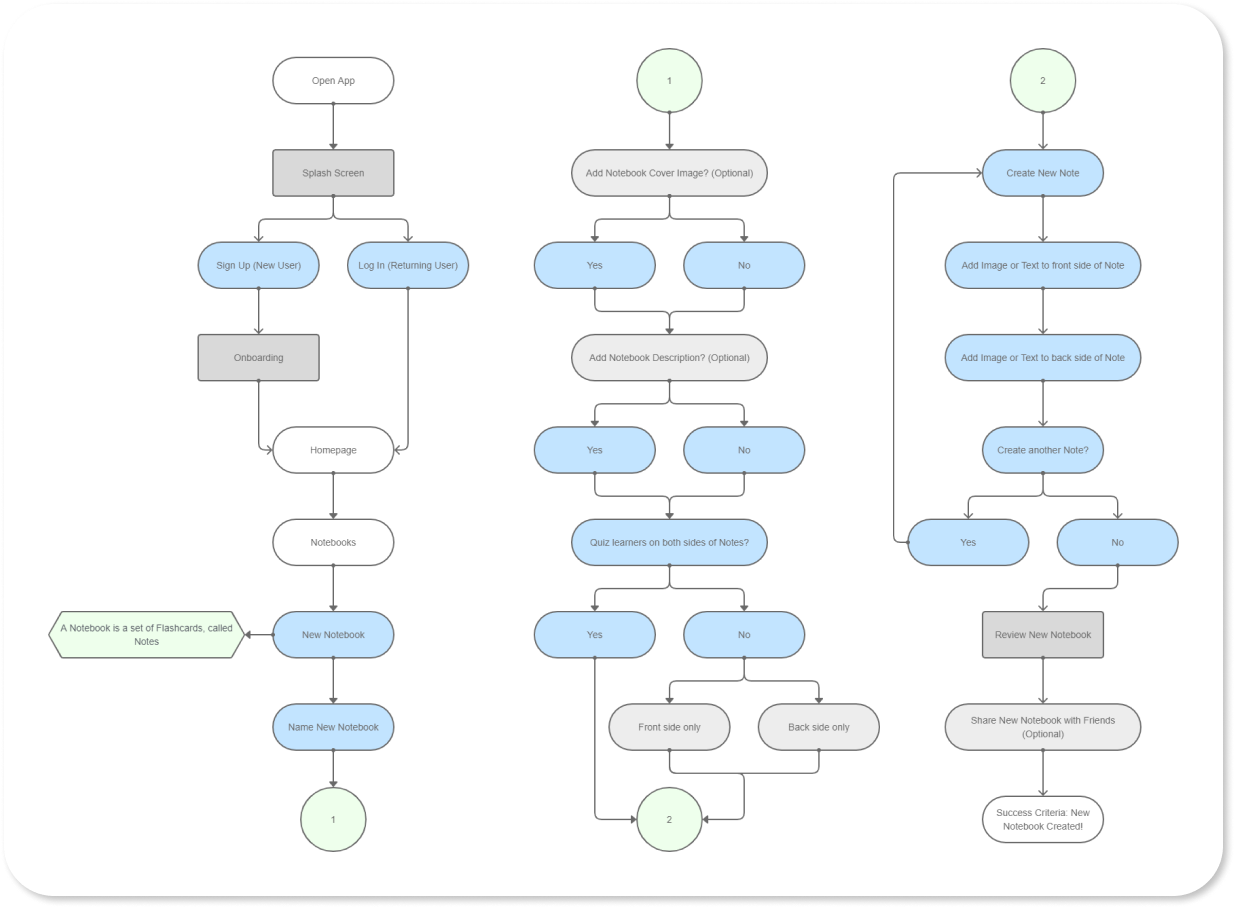 Open App
Splash Screen
Sign Up (New User)
Log In (Returning User)
Onboarding
Homepage
Notebooks
A Notebook is a set of Flashcards, called
Notes
New Notebook
Name New Notebook
1
1
Add Notebook Cover Image? (Optional)
Yes
No
Add Notebook Description? (Optional)
Yes
No
Quiz learners on both sides of Notes?
Yes
No
Front side only
Back side only
2
2
Create New Note
Add Image or Text to front side of Note
Add Image or Text to back side of Note
Create another Note?
Yes
No
Review New Notebook
Share New Notebook with Friends
(Optional)
Success Criteria: New
Notebook Created!